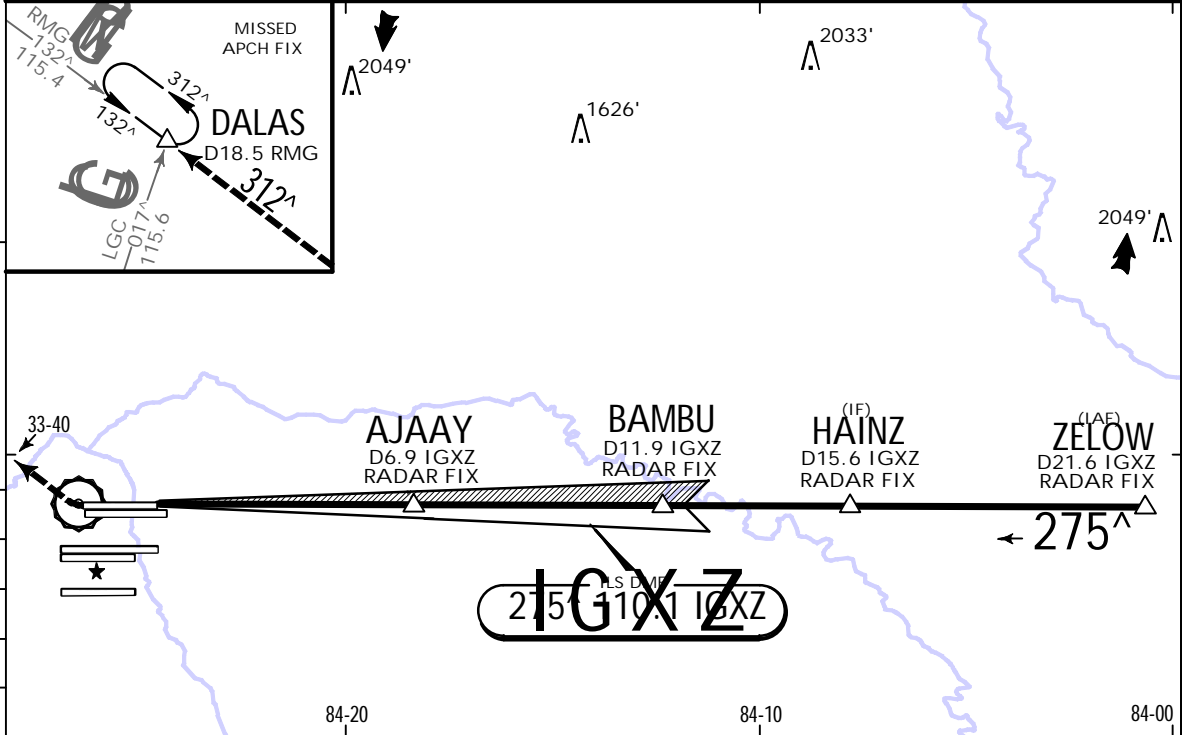 MISSED
APCH FIX
RMG
132^
115.4
312^
132^
DALAS
D18.5 RMG
312^
LGC
017^
115.6
2049'
1626'
2033'
2049'
33-40
AJAAY
D6.9 IGXZ
RADAR FIX
BAMBU
D11.9 IGXZ
RADAR FIX
(IF)
HAINZ
D15.6 IGXZ
RADAR FIX
(IAF)
ZELOW
D21.6 IGXZ
RADAR FIX
275^
ILS DME
275^ 110.1 IGXZ
IGXZ
84-20
84-10
84-00